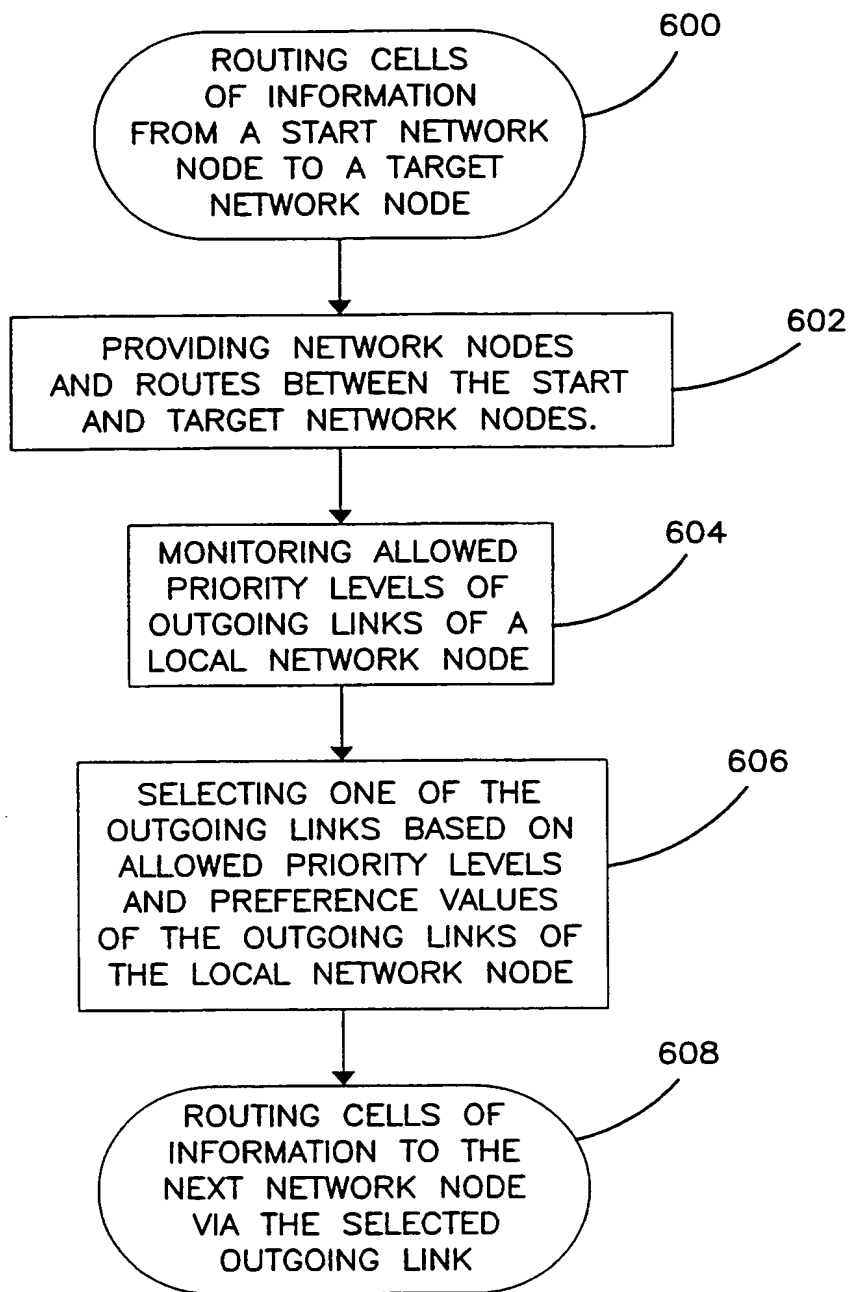 600
ROUTING CELLS
OF INFORMATION
FROM A START NETWORK
NODE TO A TARGET
NETWORK NODE
602
PROVIDING NETWORK NODES
AND ROUTES BETWEEN THE START
AND TARGET NETWORK NODES.
604
MONITORING ALLOWED
PRIORITY LEVELS OF
OUTGOING LINKS OF A
LOCAL NETWORK NODE
606
SELECTING ONE OF THE
OUTGOING LINKS BASED ON
ALLOWED PRIORITY LEVELS
AND PREFERENCE VALUES
OF THE OUTGOING LINKS OF
THE LOCAL NETWORK NODE
608
ROUTING CELLS OF
INFORMATION TO THE
NEXT NETWORK NODE
VIA THE SELECTED
OUTGOING LINK